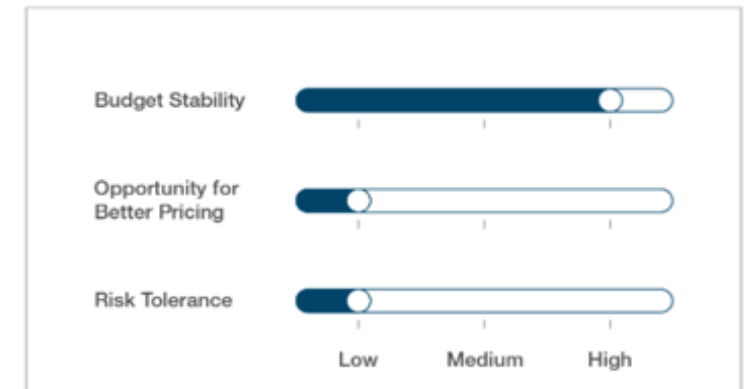 Budget Stability
Opportunity for
Better Pricing
Risk Tolerance
Low Medium High